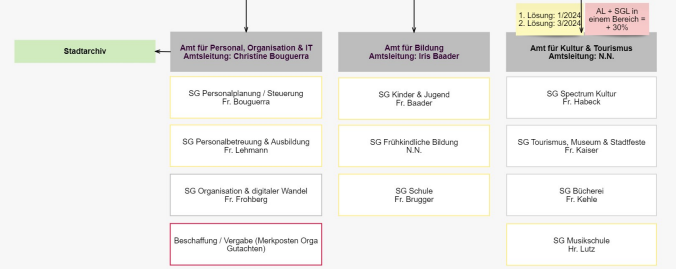 1. Lösung: 1/2024
2. Lösung: 3/2024
AL + SGL in
einem Bereich =
+ 30%
Stadtarchiv
Amt für Personal, Organisation & IT
Amtsleitung: Christine Bouguerra
Amt für Bildung
Amtsleitung: Iris Baader
Amt für Kultur & Tourismus
Amtsleitung: N.N.
SG Personalplanung / Steuerung
Fr. Bouguerra
SG Kinder & Jugend
Fr. Baader
SG Spectrum Kultur
Fr. Habeck
SG Personalbetreuung & Ausbildung
Fr. Lehmann
SG Frühkindliche Bildung
N.N.
SG Tourismus, Museum & Stadtfeste
Fr. Kaiser
SG Organisation & digitaler Wandel
Fr. Frohberg
SG Schule
Fr. Brugger
SG Bücherei
Fr. Kehle
Beschaffung / Vergabe (Merkposten Orga
Gutachten)
SG Musikschule
Hr. Lutz